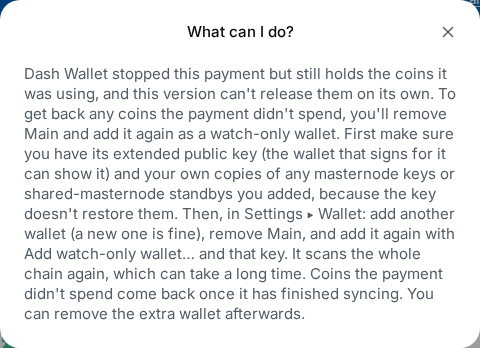 What can I do?
Dash Wallet stopped this payment but still holds the coins it
was using, and this version can't release them on its own. To
get back any coins the payment didn't spend, you'll remove
Main and add it again as a watch-only wallet. First make sure
you have its extended public key (the wallet that signs for it
can show it) and your own copies of any masternode keys or
shared-masternode standbys you added, because the key
doesn't restore them. Then, in Settings ▸ Wallet: add another
wallet (a new one is fine), remove Main, and add it again with
Add watch-only wallet... and that key. It scans the whole
chain again, which can take a long time. Coins the payment
didn't spend come back once it has finished syncing. You
can remove the extra wallet afterwards.